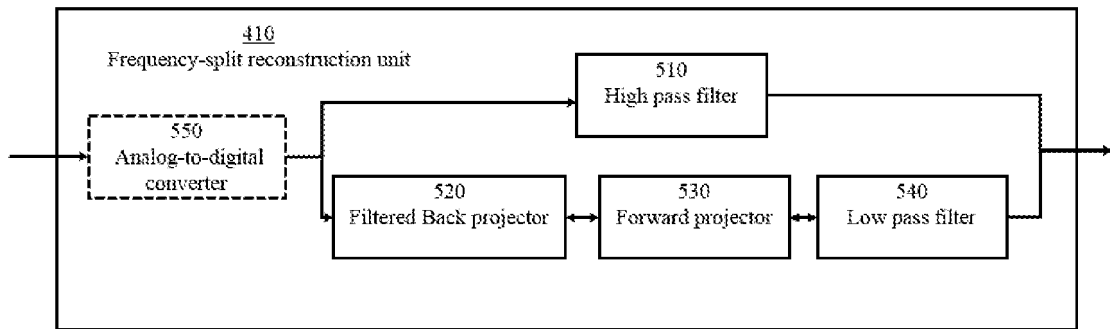 410
Frequency-split reconstruction unit
510
High pass filter
550
Analog-to-digital
converter
520
Filtered Back projector
530
Forward projector
540
Low pass filter